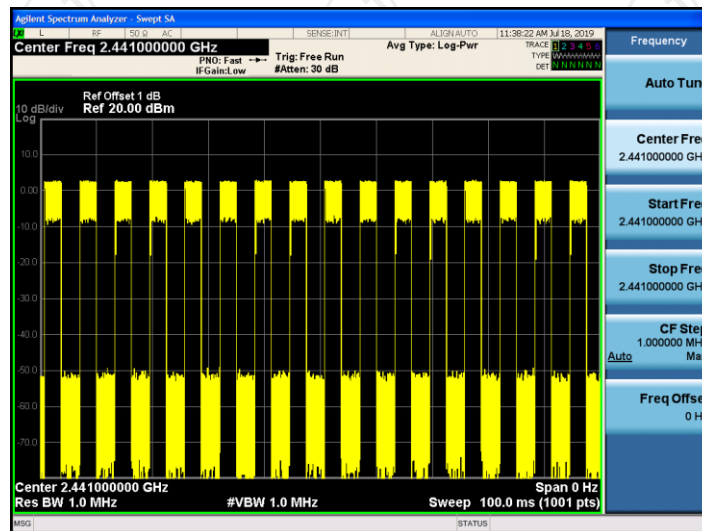 Agilent Spectrum Analyzer - Swept SA
L RF 50 Ω AC SENSE:INT ALIGN AUTO 11:38:22 AM Jul 18, 2019
Center Freq 2.441000000 GHz
PNO: Fast
IFGain:Low
Trig: Free Run
#Atten: 30 dB
Avg Type: Log-Pwr
TRACE 1 2 3 4 5 6
TYPE W
DET N N N N N N
Ref Offset 1 dB
10 dB/div Ref 20.00 dBm
Log
10.0
0.00
-10.0
-20.0
-30.0
-40.0
-50.0
-60.0
-70.0
Center 2.441000000 GHz Span 0 Hz
Res BW 1.0 MHz #VBW 1.0 MHz Sweep 100.0 ms (1001 pts)
MSG STATUS
Frequency
Auto Tun
Center Fre
2.441000000 GH
Start Fre
2.441000000 GH
Stop Fre
2.441000000 GH
CF Step
1.000000 MH
Auto Ma
Freq Offse
0 H